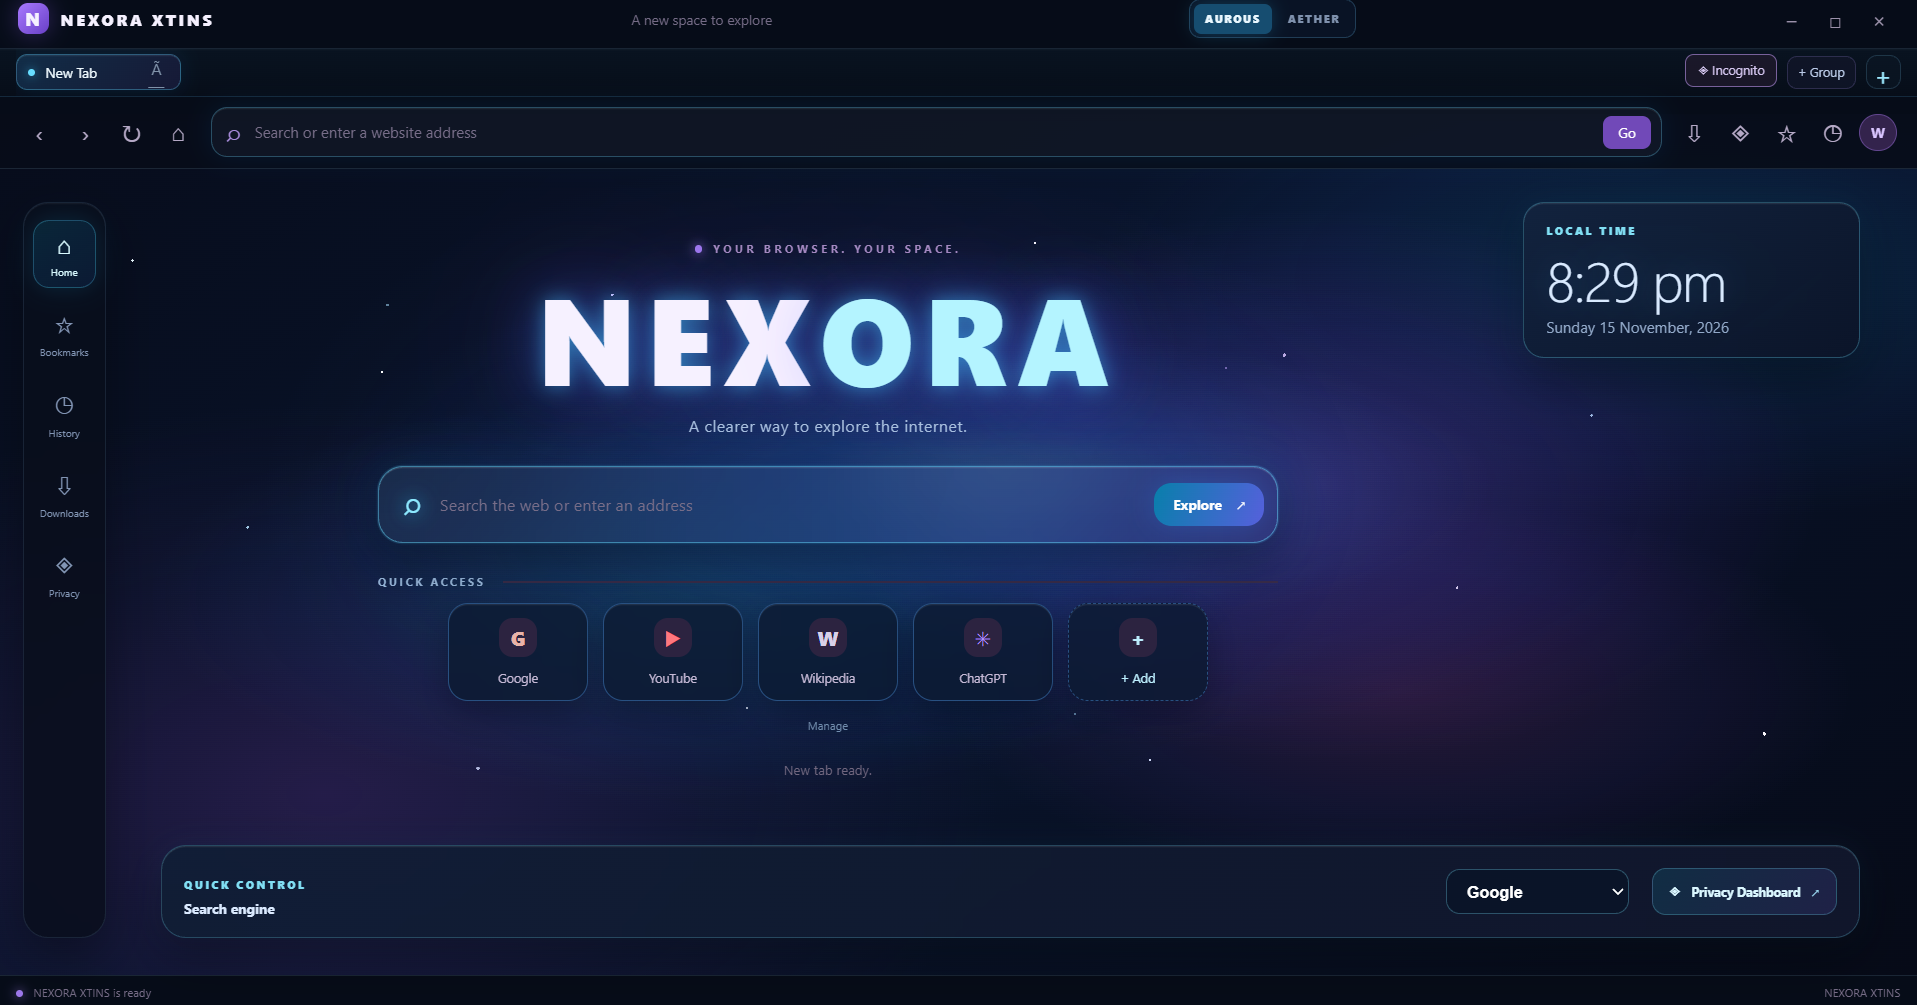 N NEXORA XTINS
A new space to explore
AUROUS AETHER
New Tab Ã
Incognito
+ Group
+
Search or enter a website address
Go
W
Home
Bookmarks
History
Downloads
Privacy
YOUR BROWSER. YOUR SPACE.
NEXORA
A clearer way to explore the internet.
Search the web or enter an address
Explore ↗
LOCAL TIME
8:29 pm
Sunday 15 November, 2026
QUICK ACCESS
G
Google
YouTube
W
Wikipedia
ChatGPT
+
+ Add
Manage
New tab ready.
QUICK CONTROL
Search engine
Google
Privacy Dashboard ↗
NEXORA XTINS is ready
NEXORA XTINS